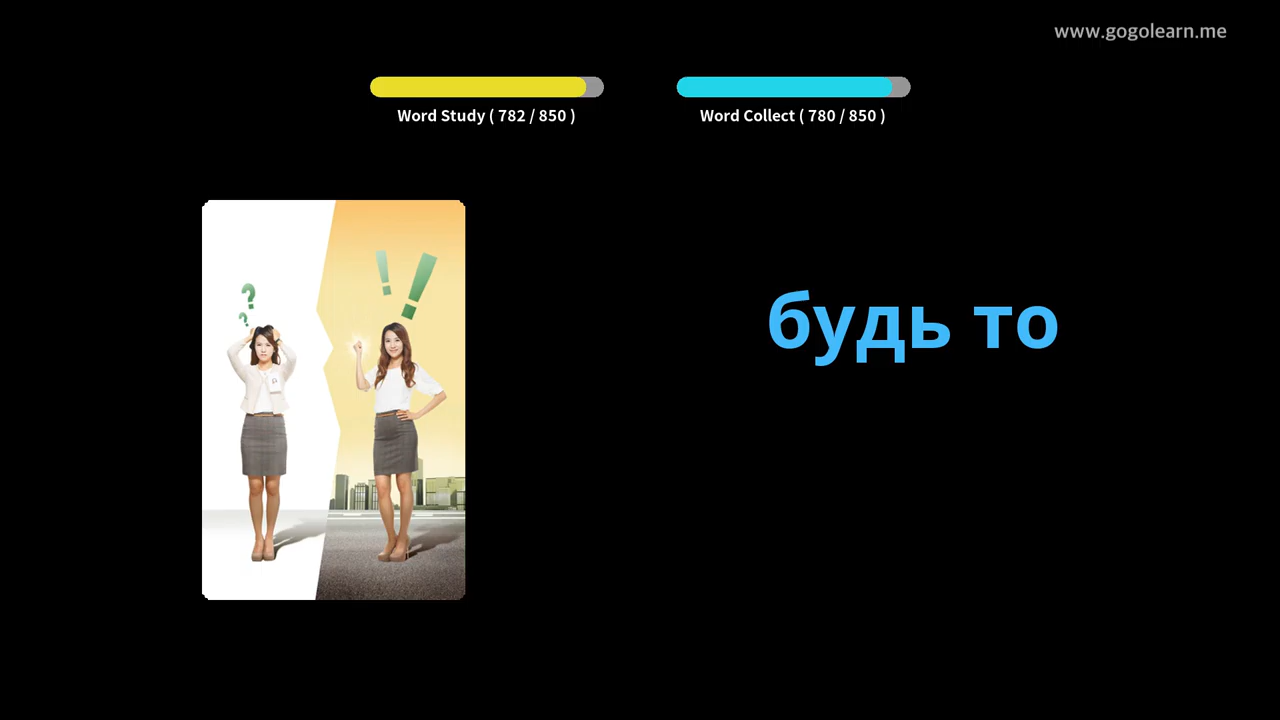 www.gogolearn.me
Word Study ( 782 / 850 )
Word Collect ( 780 / 850 )
? ?
! !
будь то